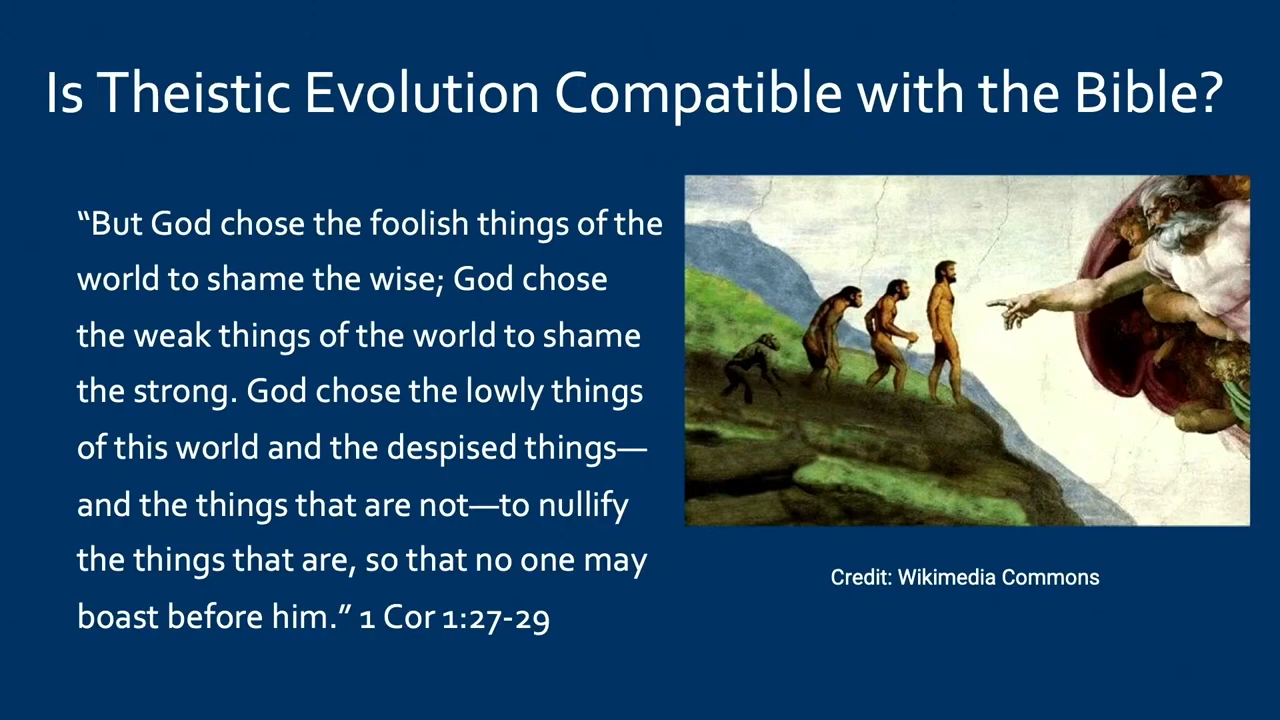 Is Theistic Evolution Compatible with the Bible?
“But God chose the foolish things of the
world to shame the wise; God chose
the weak things of the world to shame
the strong. God chose the lowly things
of this world and the despised things—
and the things that are not—to nullify
the things that are, so that no one may
boast before him.” 1 Cor 1:27-29
Credit: Wikimedia Commons